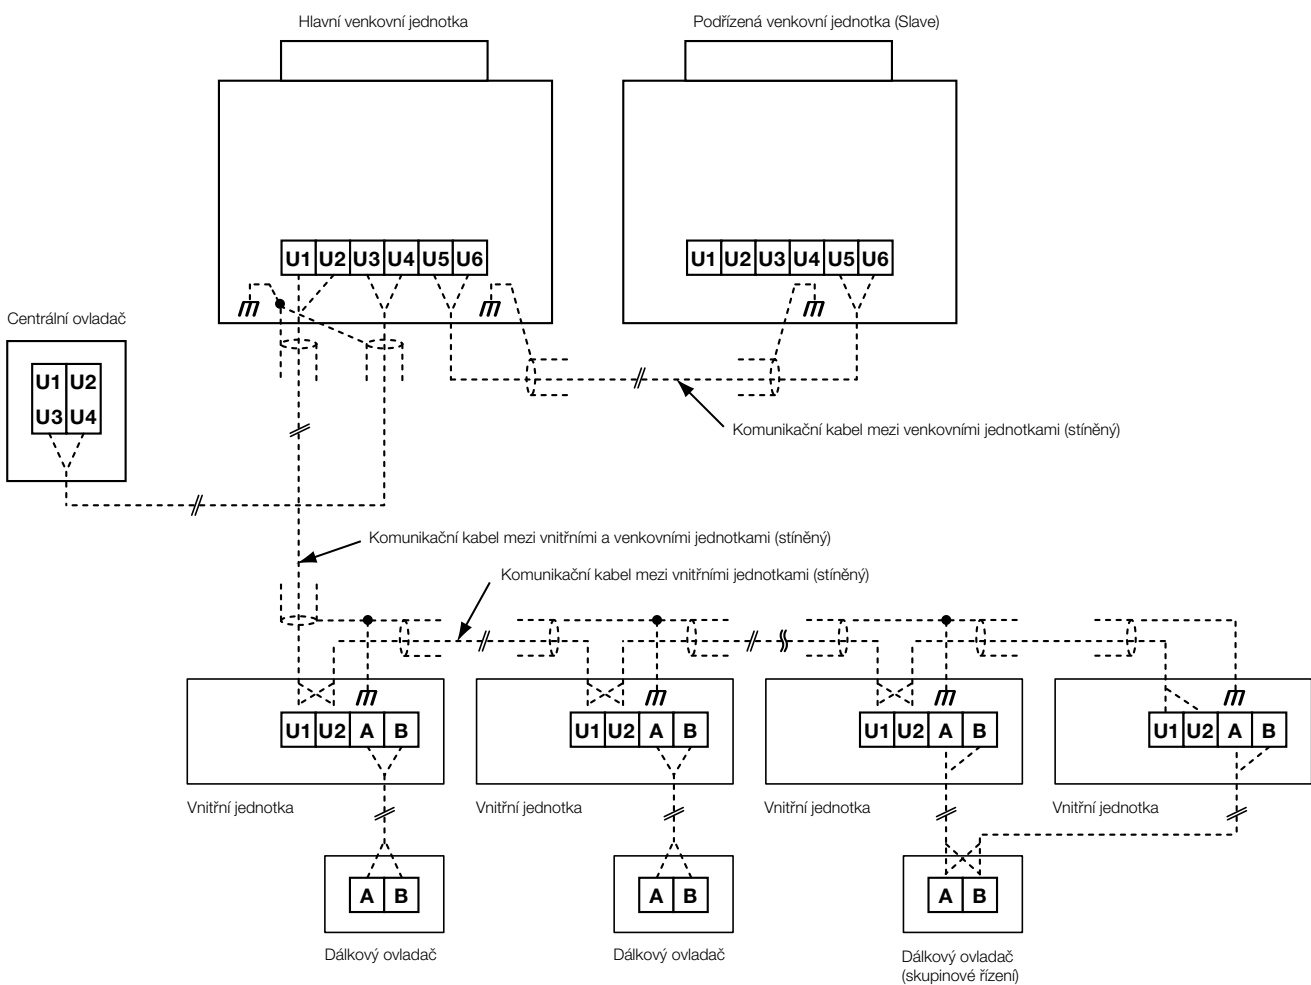 Hlavní venkovní jednotka
Podřízená venkovní jednotka (Slave)
U1 U2 U3 U4 U5 U6
U1 U2 U3 U4 U5 U6
Centrální ovladač
U1 U2
U3 U4
Komunikační kabel mezi venkovními jednotkami (stíněný)
Komunikační kabel mezi vnitřními a venkovními jednotkami (stíněný)
Komunikační kabel mezi vnitřními jednotkami (stíněný)
U1 U2 A B
U1 U2 A B
U1 U2 A B
U1 U2 A B
Vnitřní jednotka
Vnitřní jednotka
Vnitřní jednotka
Vnitřní jednotka
A B
A B
A B
Dálkový ovladač
Dálkový ovladač
Dálkový ovladač
(skupinové řízení)